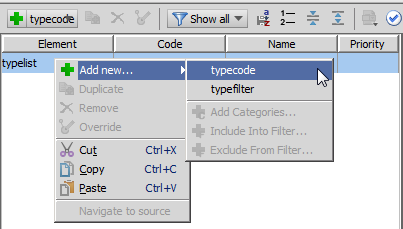 typecode Show all
Element Code Name Priority
typelist
Add new...
Duplicate
Remove
Override
Cut Ctrl+X
Copy Ctrl+C
Paste Ctrl+V
Navigate to source
typecode
typefilter
Add Categories...
Include Into Filter...
Exclude From Filter...